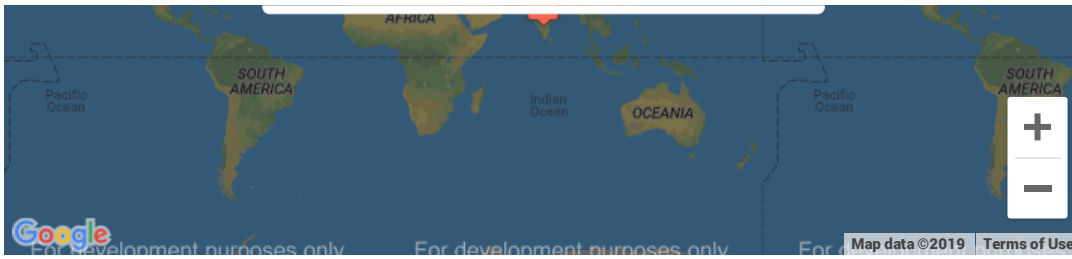 AFRICA
SOUTH
AMERICA
SOUTH
AMERICA
Pacific
Ocean
Indian
Ocean
OCEANIA
Pacific
Ocean
Google
For development purposes only
For development purposes only
For
Map data ©2019
Terms of Use